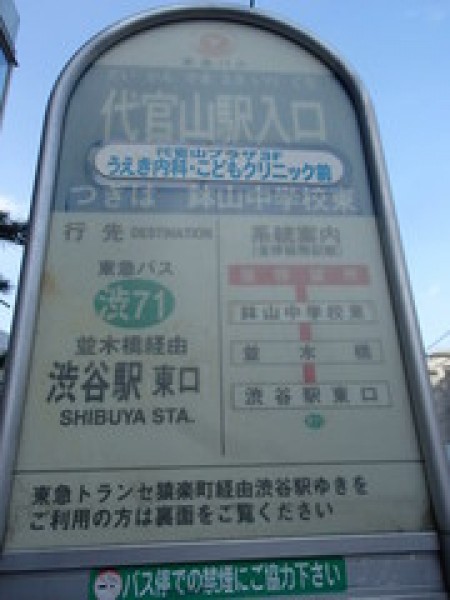 代官山駅入口
代官山プラザ3F
うえき内科・こどもクリニック前
つぎは 鉢山中学校東
行先 DESTINATION
東急バス
渋71
並木橋経由
渋谷駅 東口
SHIBUYA STA.
系統案内
鉢山中学校東
並木橋
渋谷駅東口
東急トランセ猿楽町経由渋谷駅ゆきを
ご利用の方は裏面をご覧ください
バス停での禁煙にご協力下さい